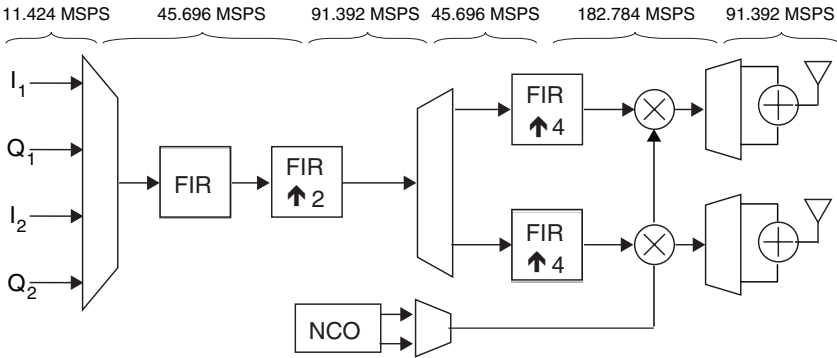 11.424 MSPS 45.696 MSPS 91.392 MSPS 45.696 MSPS 182.784 MSPS 91.392 MSPS
I1
Q1
I2
Q2
FIR
FIR
↑ 2
FIR
↑ 4
FIR
↑ 4
NCO